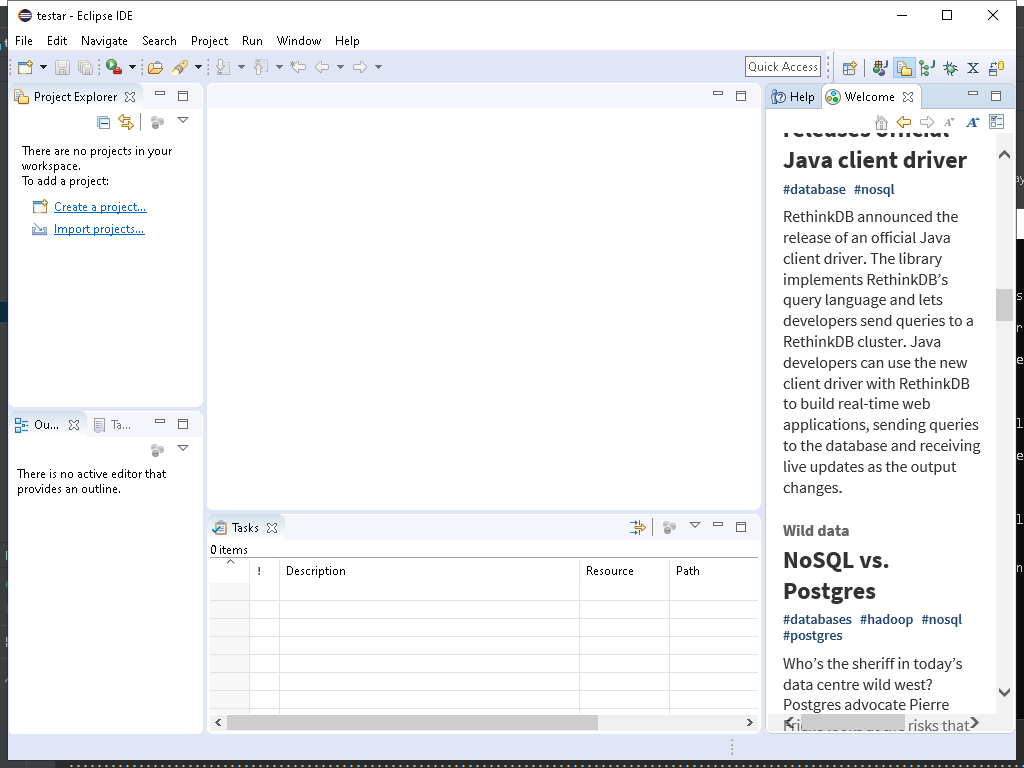 testar - Eclipse IDE
File Edit Navigate Search Project Run Window Help
Quick Access
Project Explorer
There are no projects in your
workspace.
To add a project:
Create a project...
Import projects...
Ou...
Ta...
There is no active editor that
provides an outline.
Tasks
0 items
! Description Resource Path
Help
Welcome
releases official
Java client driver
#database #nosql
RethinkDB announced the
release of an official Java
client driver. The library
implements RethinkDB’s
query language and lets
developers send queries to a
RethinkDB cluster. Java
developers can use the new
client driver with RethinkDB
to build real-time web
applications, sending queries
to the database and receiving
live updates as the output
changes.
Wild data
NoSQL vs.
Postgres
#databases #hadoop #nosql
#postgres
Who’s the sheriff in today’s
data centre wild west?
Postgres advocate Pierre
risks that